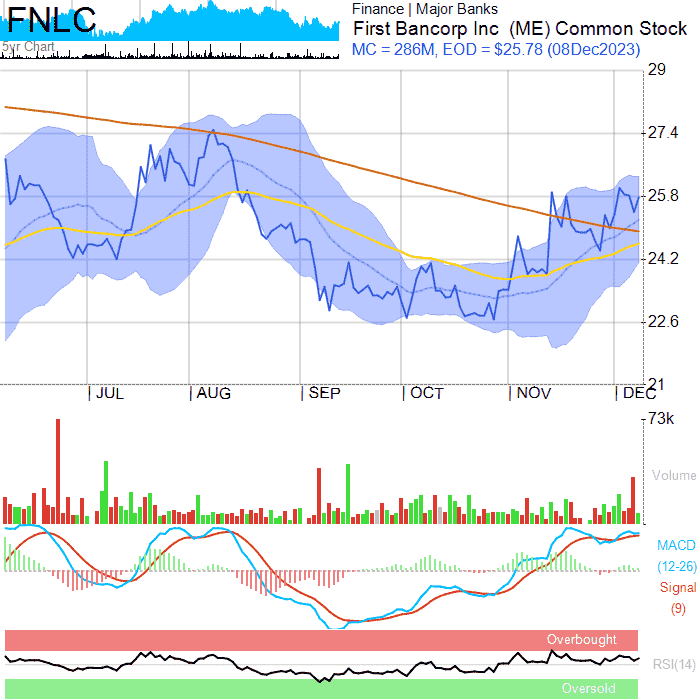 FNLC
5yr Chart
Finance | Major Banks
First Bancorp Inc (ME) Common Stock
MC = 286M, EOD = $25.78 (08Dec2023)
29
27.4
25.8
24.2
22.6
21
JUL AUG SEP OCT NOV DEC
73k
Volume
MACD
(12-26)
Signal
(9)
Overbought
RSI(14)
Oversold